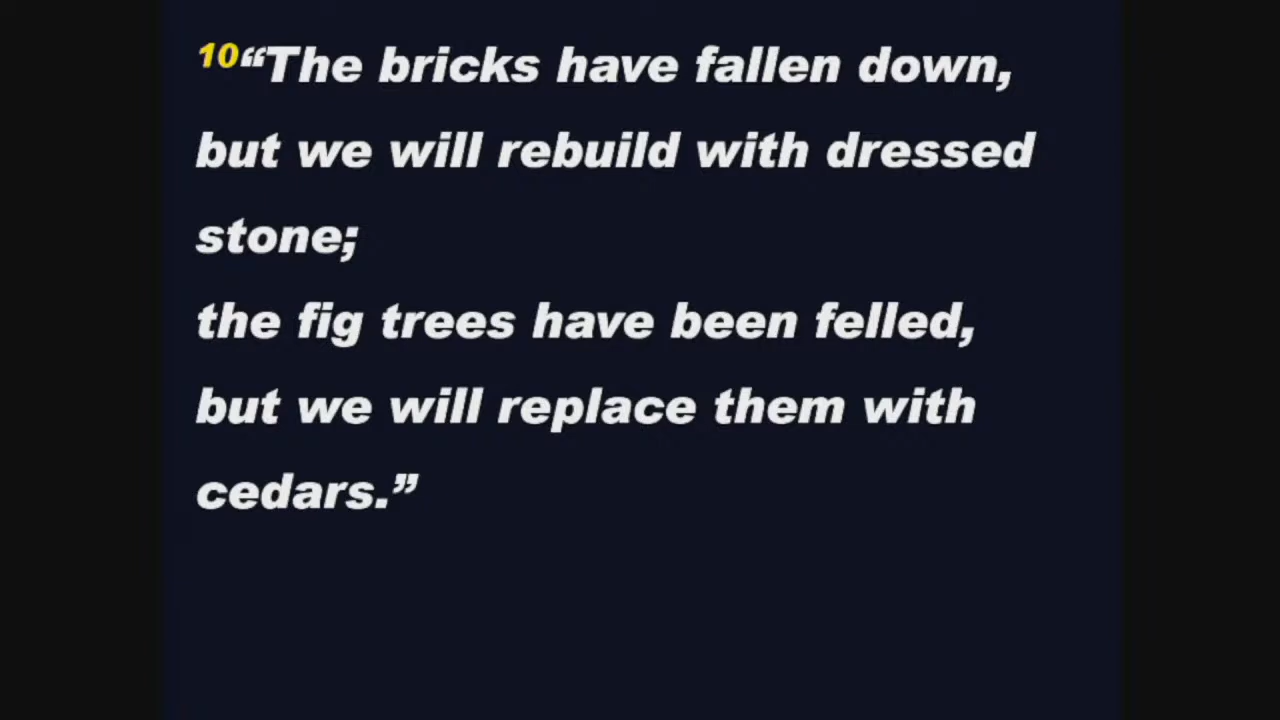 10“The bricks have fallen down,
but we will rebuild with dressed
stone;
the fig trees have been felled,
but we will replace them with
cedars.”